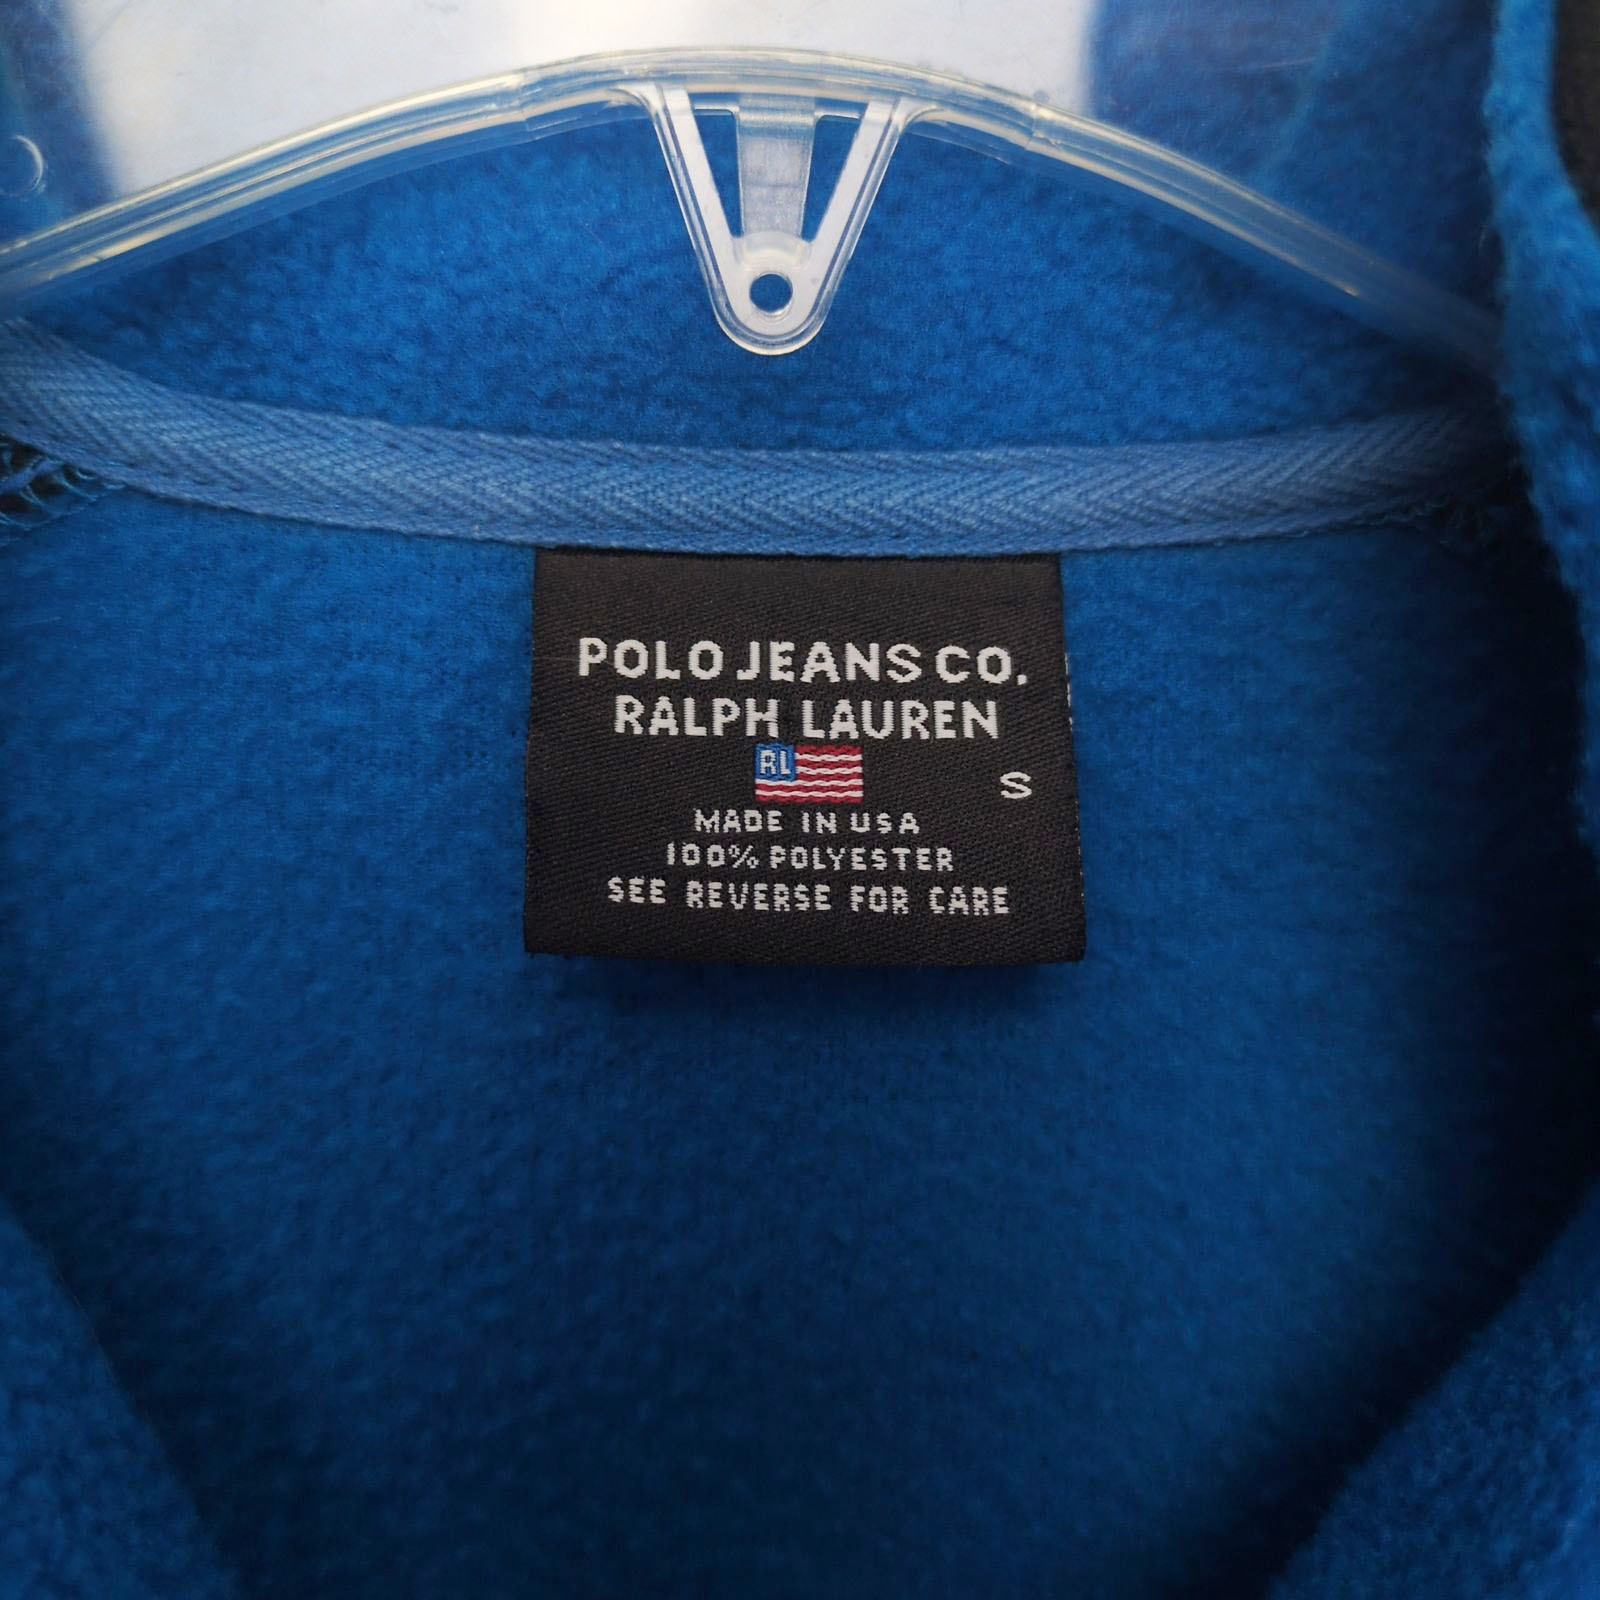 POLO JEANS CO.
RALPH LAUREN
RL
S
MADE IN USA
100% POLYESTER
SEE REVERSE FOR CARE